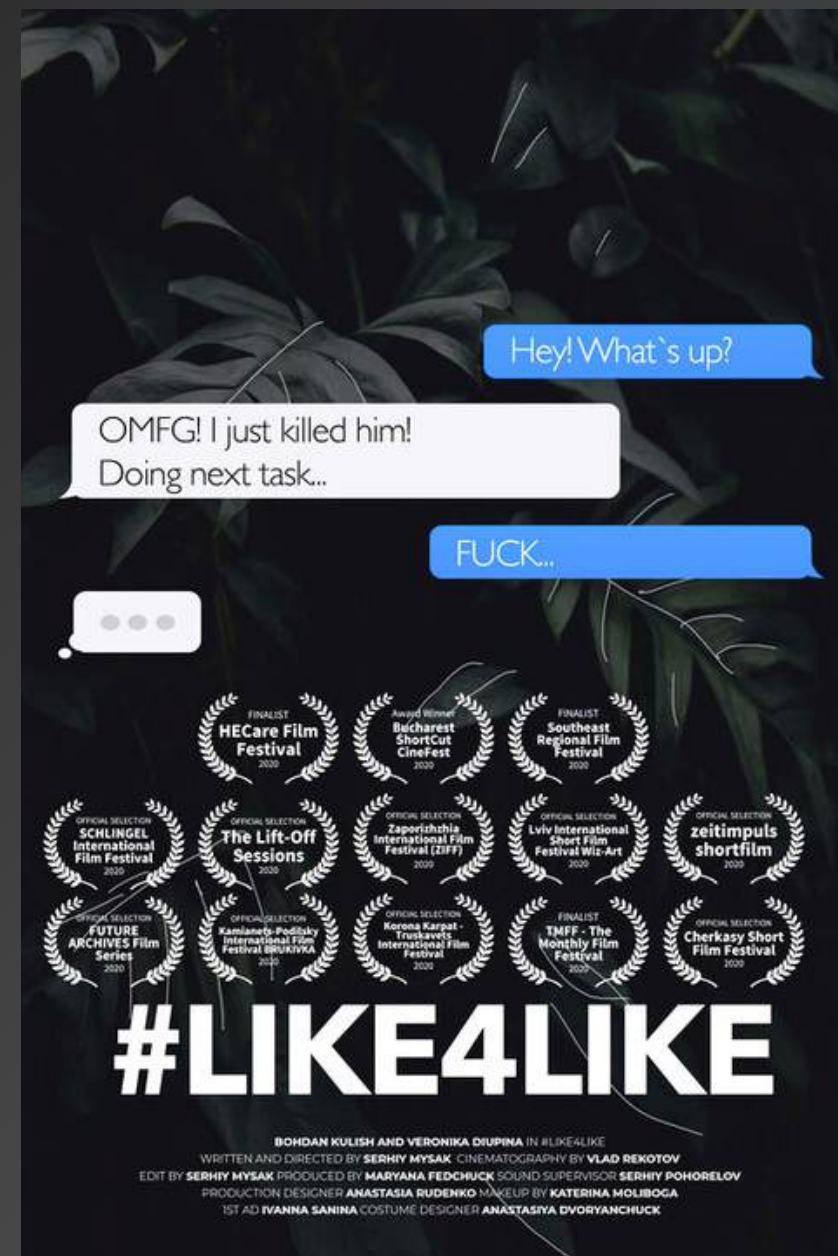 Hey! What`s up?
OMFG! I just killed him!
Doing next task...
FUCK...
FINALIST
HECare Film
Festival
2020
Award Winner
Bucharest
ShortCut
CineFest
2020
FINALIST
Southeast
Regional Film
Festival
2020
OFFICIAL SELECTION
SCHLINGEL
International
Film Festival
2020
OFFICIAL SELECTION
The Lift-Off
Sessions
2020
OFFICIAL SELECTION
Zaporizhzhia
International Film
Festival (ZIFF)
2020
OFFICIAL SELECTION
Lviv International
Short Film
Festival Wiz-Art
2020
OFFICIAL SELECTION
zeitimpuls
shortfilm
2020
OFFICIAL SELECTION
FUTURE
ARCHIVES Film
Series
2020
OFFICIAL SELECTION
Kamianets-Podilsky
International Film
Festival BRUKIVKA
2020
OFFICIAL SELECTION
Korona Karpat -
Truskavets
International Film
Festival
2020
FINALIST
TMFF - The
Monthly Film
Festival
2020
OFFICIAL SELECTION
Cherkasy Short
Film Festival
2020
#LIKE4LIKE
BOHDAN KULISH AND VERONIKA DIUPINA IN #LIKE4LIKE
WRITTEN AND DIRECTED BY SERHIY MYSAK CINEMATOGRAPHY BY VLAD REKOTOV
EDIT BY SERHIY MYSAK PRODUCED BY MARYANA FEDCHUCK SOUND SUPERVISOR SERHIY POHORELOV
PRODUCTION DESIGNER ANASTASIA RUDENKO MAKEUP BY KATERINA MOLIBOGA
1ST AD IVANNA SANINA COSTUME DESIGNER ANASTASIYA DVORYANCHUCK